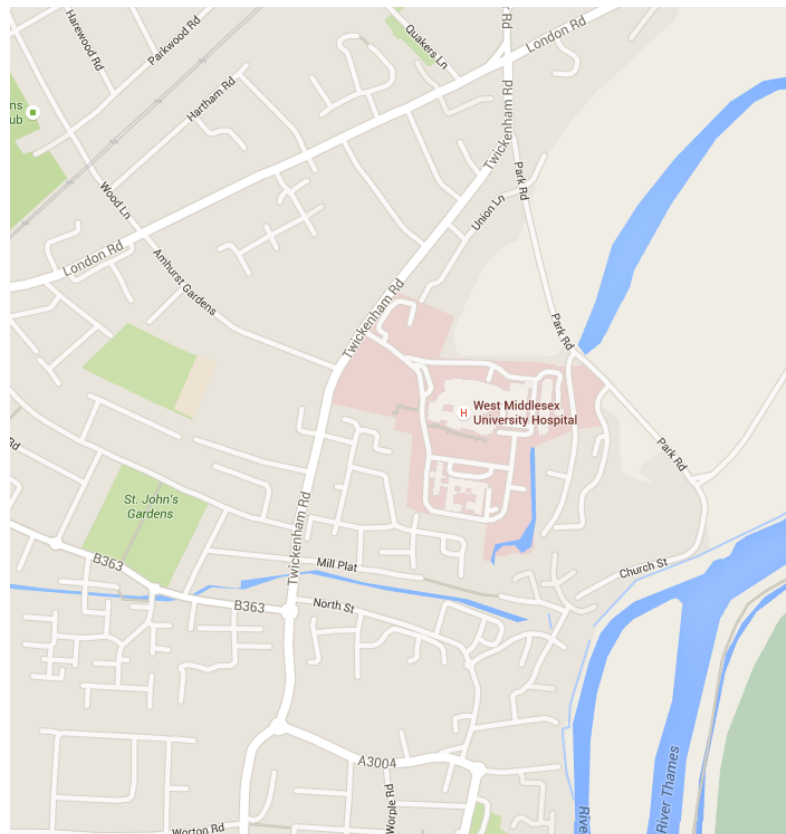 Harewood Rd
Parkwood Rd
Quakers Ln
London Rd
Hartham Rd
Twickenham Rd
Park Rd
Wood Ln
Union Ln
London Rd
Amhurst Gardens
Twickenham Rd
Park Rd
H
West Middlesex
University Hospital
Park Rd
St. John's
Gardens
Twickenham Rd
B363
Mill Plat
Church St
B363
North St
A3004
Worple Rd
Worton Rd
River Thames